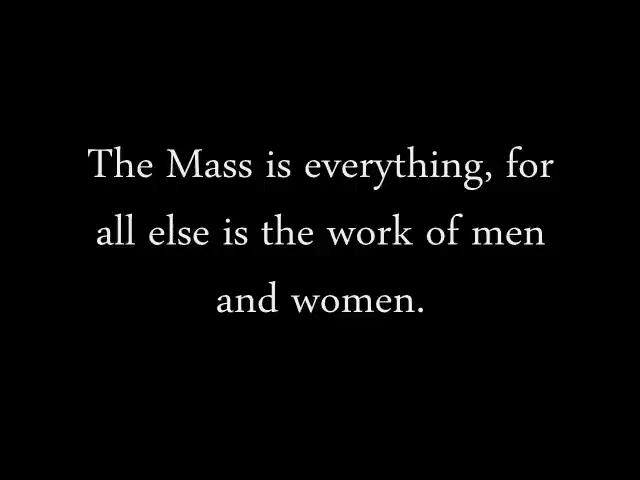 The Mass is everything, for
all else is the work of men
and women.